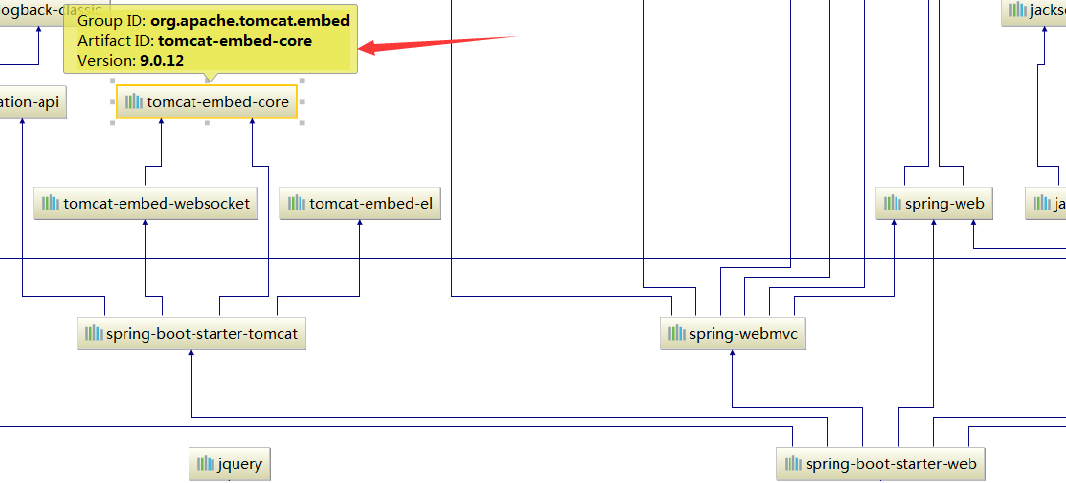 logback-classic
Group ID: org.apache.tomcat.embed
Artifact ID: tomcat-embed-core
Version: 9.0.12
ation-api
tomcat-embed-core
tomcat-embed-websocket
tomcat-embed-el
spring-web
ja
spring-boot-starter-tomcat
spring-webmvc
jquery
spring-boot-starter-web